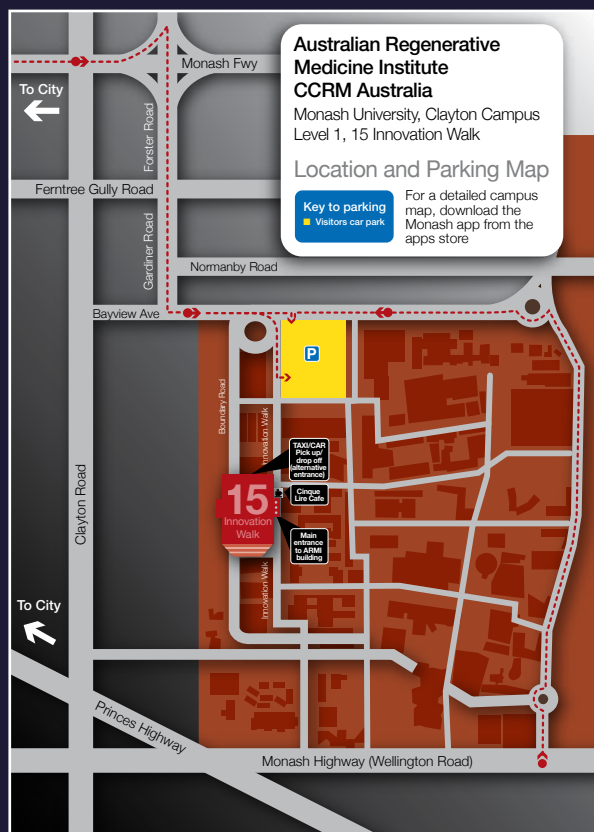 Australian Regenerative
Medicine Institute
CCRM Australia
Monash University, Clayton Campus
Level 1, 15 Innovation Walk
Location and Parking Map
Key to parking
Visitors car park
For a detailed campus
map, download the
Monash app from the
apps store
Monash Fwy
To City
Forster Road
Ferntree Gully Road
Gardiner Road
Normanby Road
Bayview Ave
P
Boundary Road
Innovation Walk
TAXI/CAR
Pick up/
drop off
(alternative
entrance)
15
Innovation
Walk
Cinque
Lire Cafe
Main
entrance
to ARMI
building
Clayton Road
Innovation Walk
To City
Princes Highway
Monash Highway (Wellington Road)